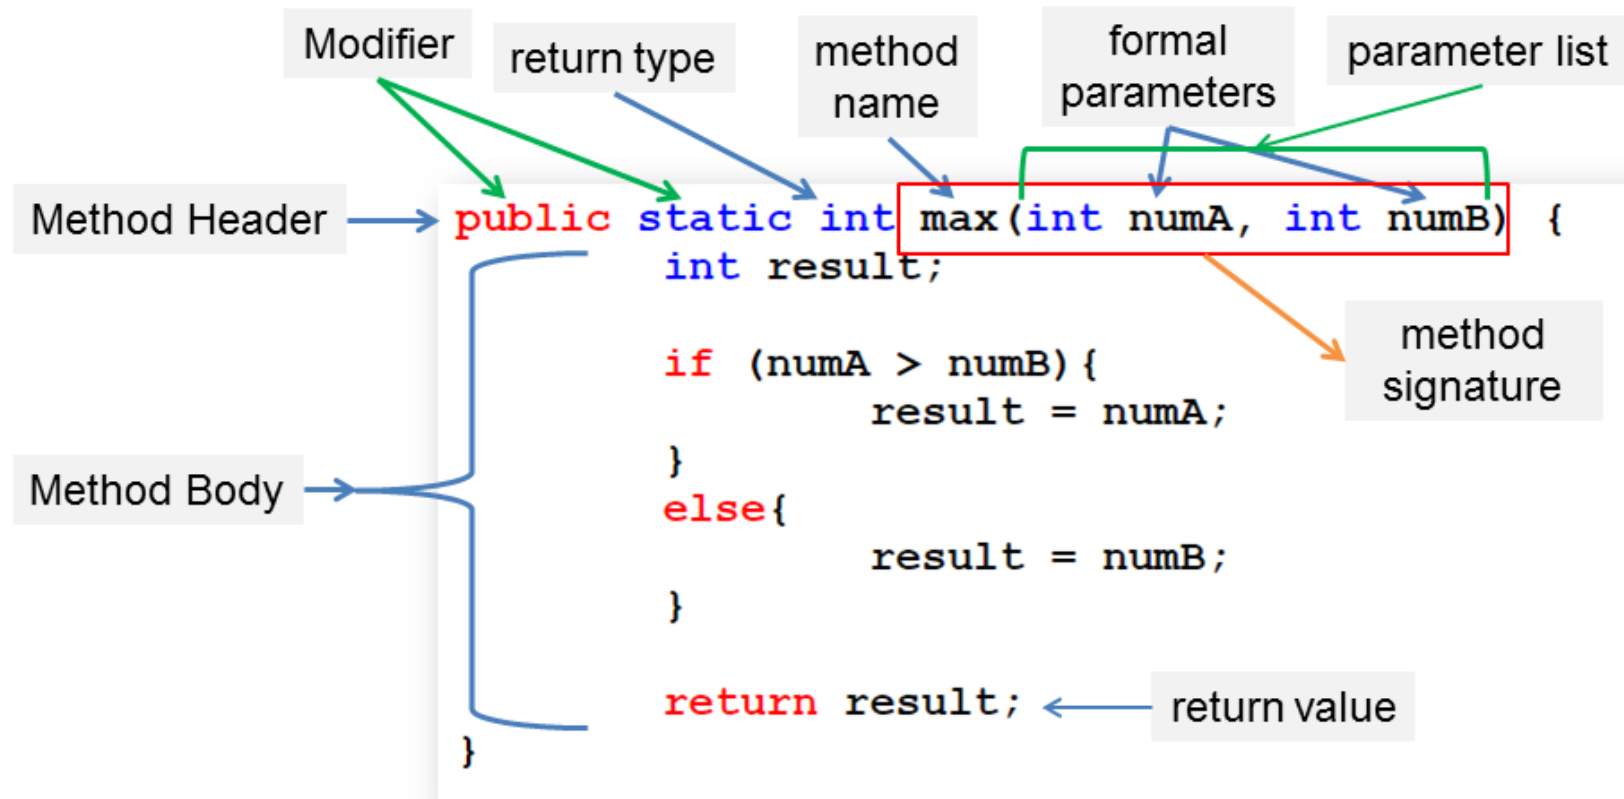 Modifier
return type
method
name
formal
parameters
parameter list
Method Header
public static int max(int numA, int numB) {
int result;
method
signature
if (numA > numB){
result = numA;
}
Method Body
else{
result = numB;
}
return result;
return value
}